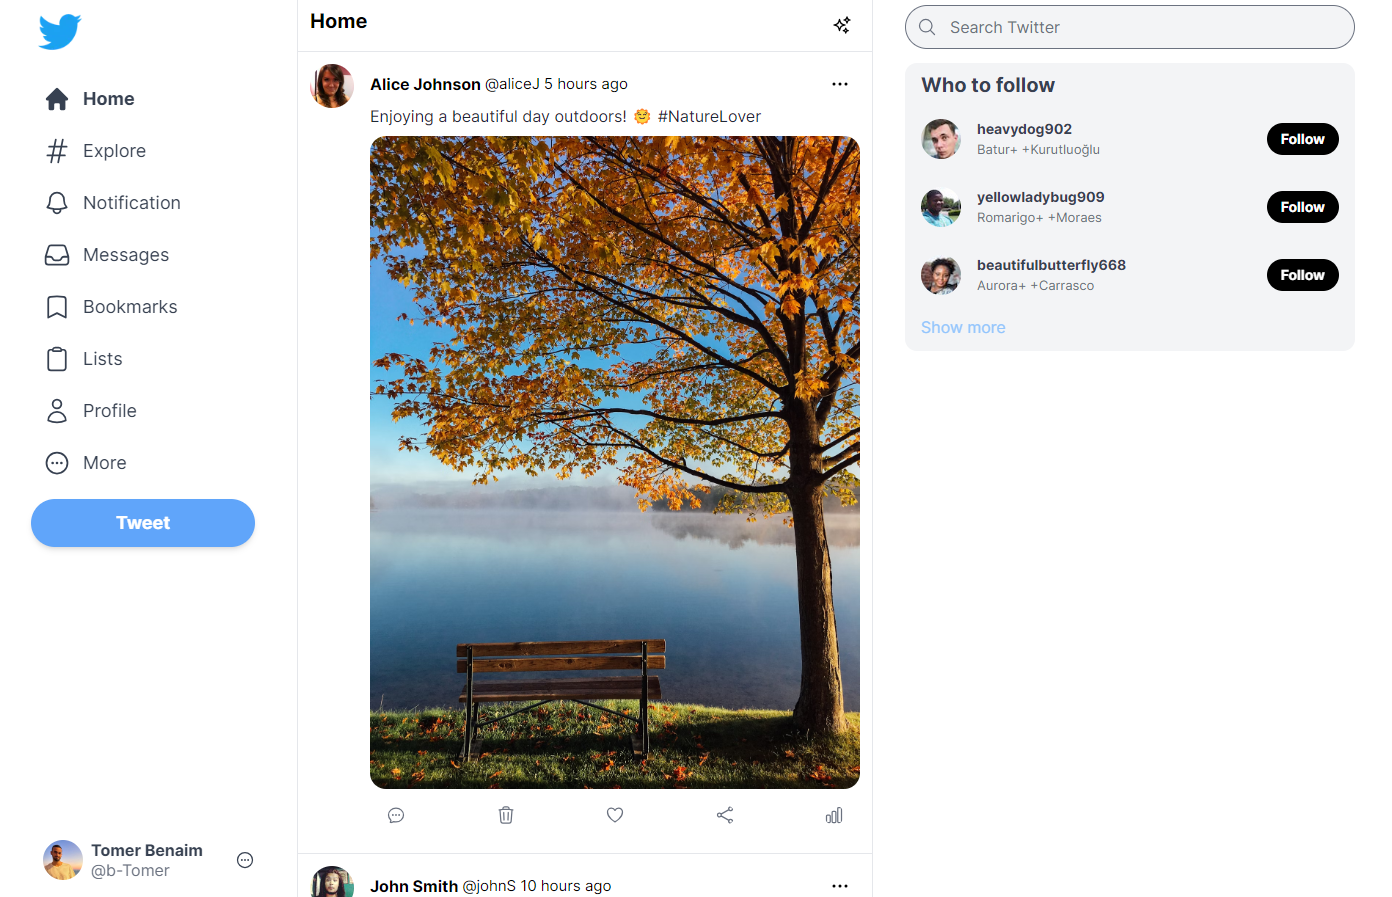 Home
Explore
Notification
Messages
Bookmarks
Lists
Profile
More
Tweet
Tomer Benaim
@b-Tomer
Home
Alice Johnson @aliceJ 5 hours ago
Enjoying a beautiful day outdoors! 🌞 #NatureLover
John Smith @johnS 10 hours ago
Search Twitter
Who to follow
heavydog902
Batur+ +Kurutluoğlu
Follow
yellowladybug909
Romarigo+ +Moraes
Follow
beautifulbutterfly668
Aurora+ +Carrasco
Follow
Show more